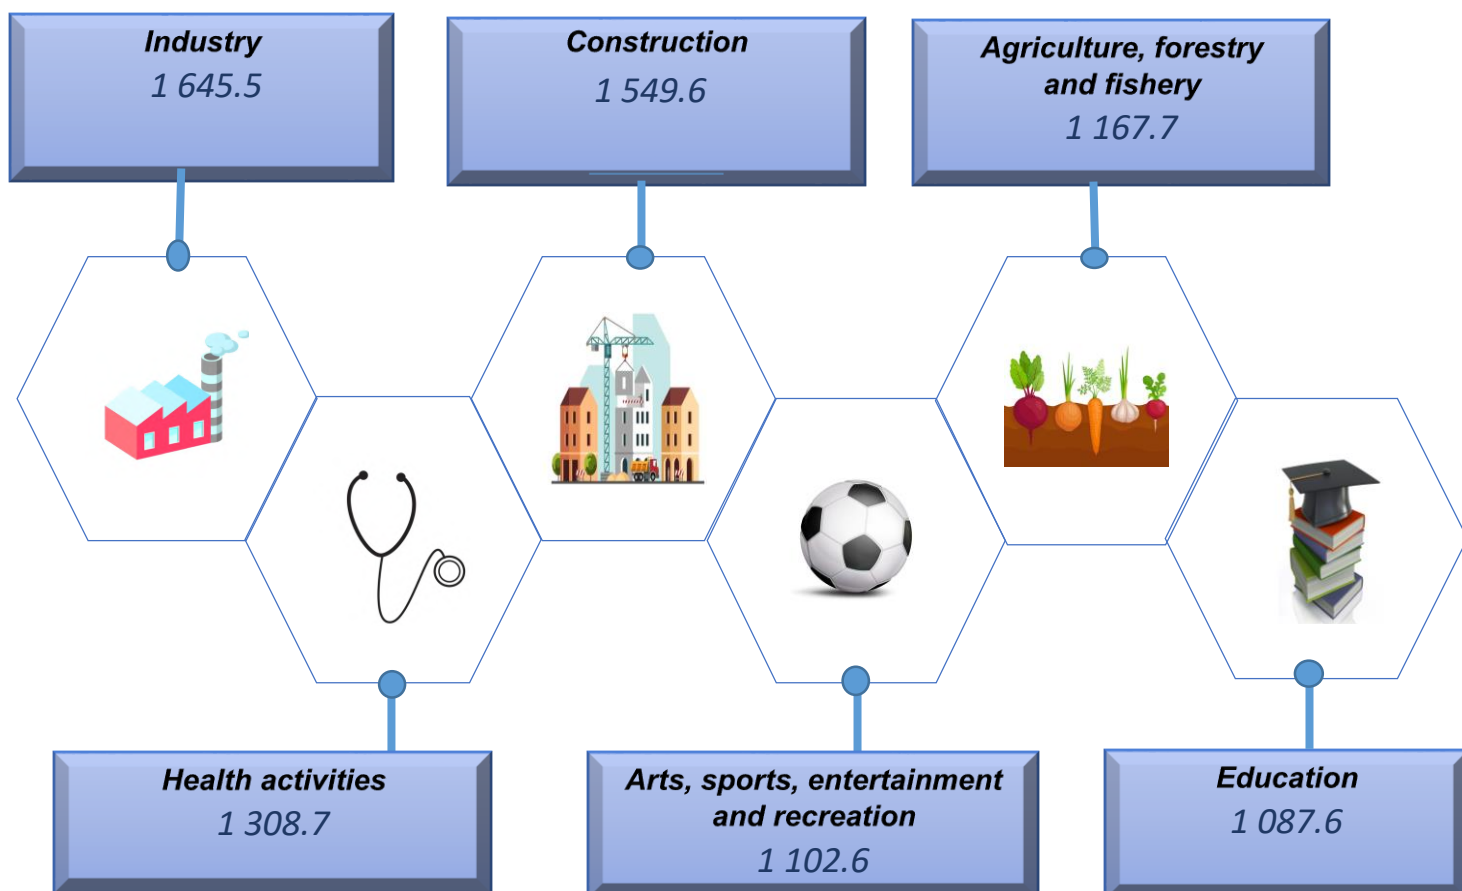 Industry
1 645.5
Construction
1 549.6
Agriculture, forestry
and fishery
1 167.7
Health activities
1 308.7
Arts, sports, entertainment
and recreation
1 102.6
Education
1 087.6